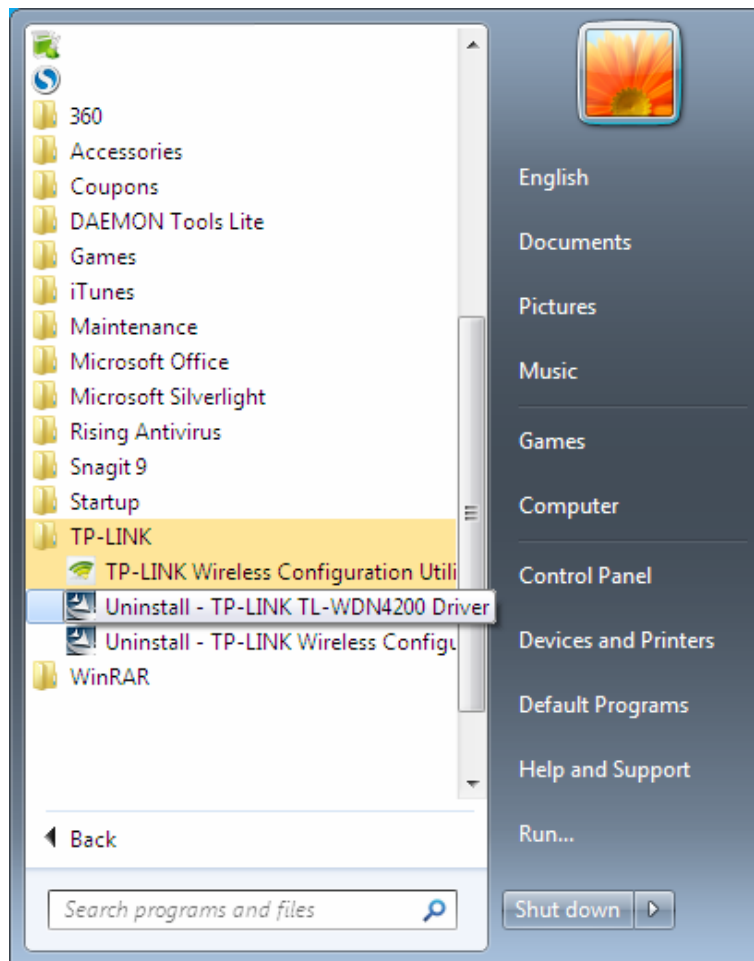 360
Accessories
Coupons
DAEMON Tools Lite
Games
iTunes
Maintenance
Microsoft Office
Microsoft Silverlight
Rising Antivirus
Snagit 9
Startup
TP-LINK
TP-LINK Wireless Configuration Utili
Uninstall - TP-LINK TL-WDN4200 Driver
Uninstall - TP-LINK Wireless Configu
WinRAR
Back
Search programs and files
English
Documents
Pictures
Music
Games
Computer
Control Panel
Devices and Printers
Default Programs
Help and Support
Run...
Shut down